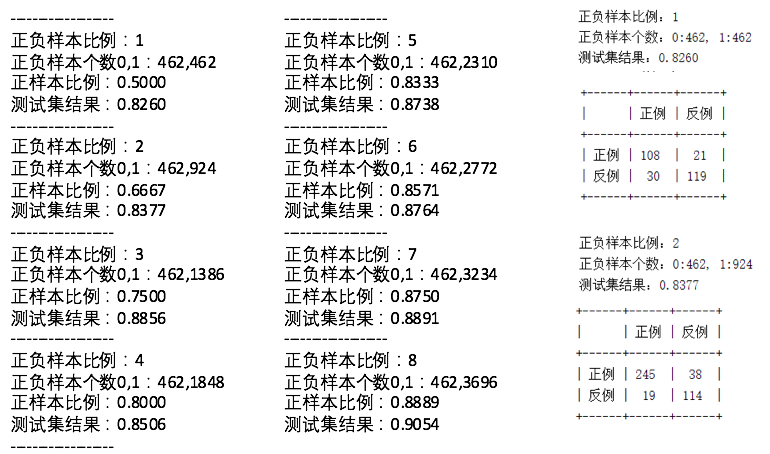 ------------------
正负样本比例：1
正负样本个数0,1：462,462
正样本比例：0.5000
测试集结果：0.8260
------------------
正负样本比例：2
正负样本个数0,1：462,924
正样本比例：0.6667
测试集结果：0.8377
------------------
正负样本比例：3
正负样本个数0,1：462,1386
正样本比例：0.7500
测试集结果：0.8856
------------------
正负样本比例：4
正负样本个数0,1：462,1848
正样本比例：0.8000
测试集结果：0.8506
------------------
------------------
正负样本比例：5
正负样本个数0,1：462,2310
正样本比例：0.8333
测试集结果：0.8738
------------------
正负样本比例：6
正负样本个数0,1：462,2772
正样本比例：0.8571
测试集结果：0.8764
------------------
正负样本比例：7
正负样本个数0,1：462,3234
正样本比例：0.8750
测试集结果：0.8891
------------------
正负样本比例：8
正负样本个数0,1：462,3696
正样本比例：0.8889
测试集结果：0.9054
正负样本比例：1
正负样本个数：0:462, 1:462
测试集结果：0.8260
+------+------+------+
| | 正例 | 反例 |
+------+------+------+
| 正例 | 108 | 21 |
| 反例 | 30 | 119 |
+------+------+------+
正负样本比例：2
正负样本个数：0:462, 1:924
测试集结果：0.8377
+------+------+------+
| | 正例 | 反例 |
+------+------+------+
| 正例 | 245 | 38 |
| 反例 | 19 | 114 |
+------+------+------+